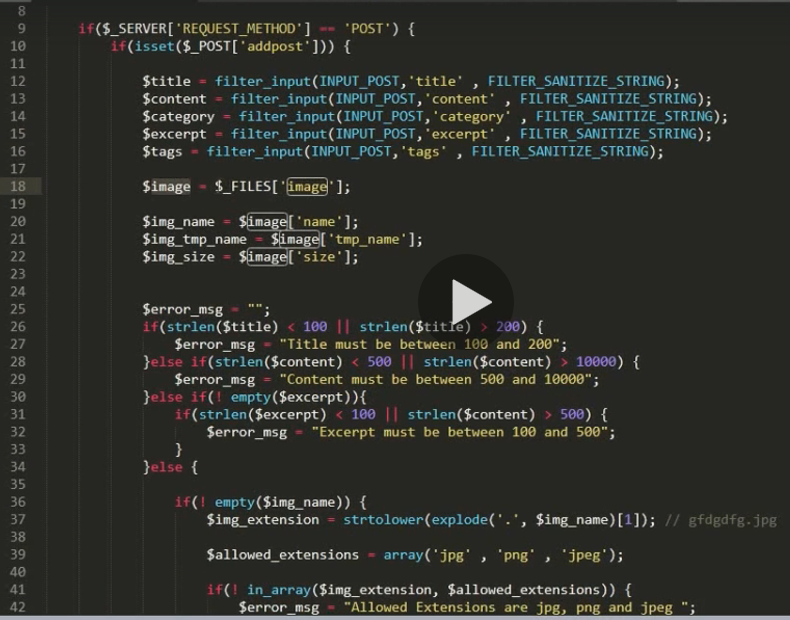 8
9 if($_SERVER['REQUEST_METHOD'] == 'POST') {
10 if(isset($_POST['addpost'])) {
11
12 $title = filter_input(INPUT_POST,'title' , FILTER_SANITIZE_STRING);
13 $content = filter_input(INPUT_POST,'content' , FILTER_SANITIZE_STRING);
14 $category = filter_input(INPUT_POST,'category' , FILTER_SANITIZE_STRING);
15 $excerpt = filter_input(INPUT_POST,'excerpt' , FILTER_SANITIZE_STRING);
16 $tags = filter_input(INPUT_POST,'tags' , FILTER_SANITIZE_STRING);
17
18 $image = $_FILES['image'];
19
20 $img_name = $image['name'];
21 $img_tmp_name = $image['tmp_name'];
22 $img_size = $image['size'];
23
24
25 $error_msg = "";
26 if(strlen($title) < 100 || strlen($title) > 200) {
27 $error_msg = "Title must be between 100 and 200";
28 }else if(strlen($content) < 500 || strlen($content) > 10000) {
29 $error_msg = "Content must be between 500 and 10000";
30 }else if(! empty($excerpt)){
31 if(strlen($excerpt) < 100 || strlen($content) > 500) {
32 $error_msg = "Excerpt must be between 100 and 500";
33 }
34 }else {
35
36 if(! empty($img_name)) {
37 $img_extension = strtolower(explode('.', $img_name)[1]); // gfdgdfg.jpg
38
39 $allowed_extensions = array('jpg' , 'png' , 'jpeg');
40
41 if(! in_array($img_extension, $allowed_extensions)) {
42 $error_msg = "Allowed Extensions are jpg, png and jpeg ";